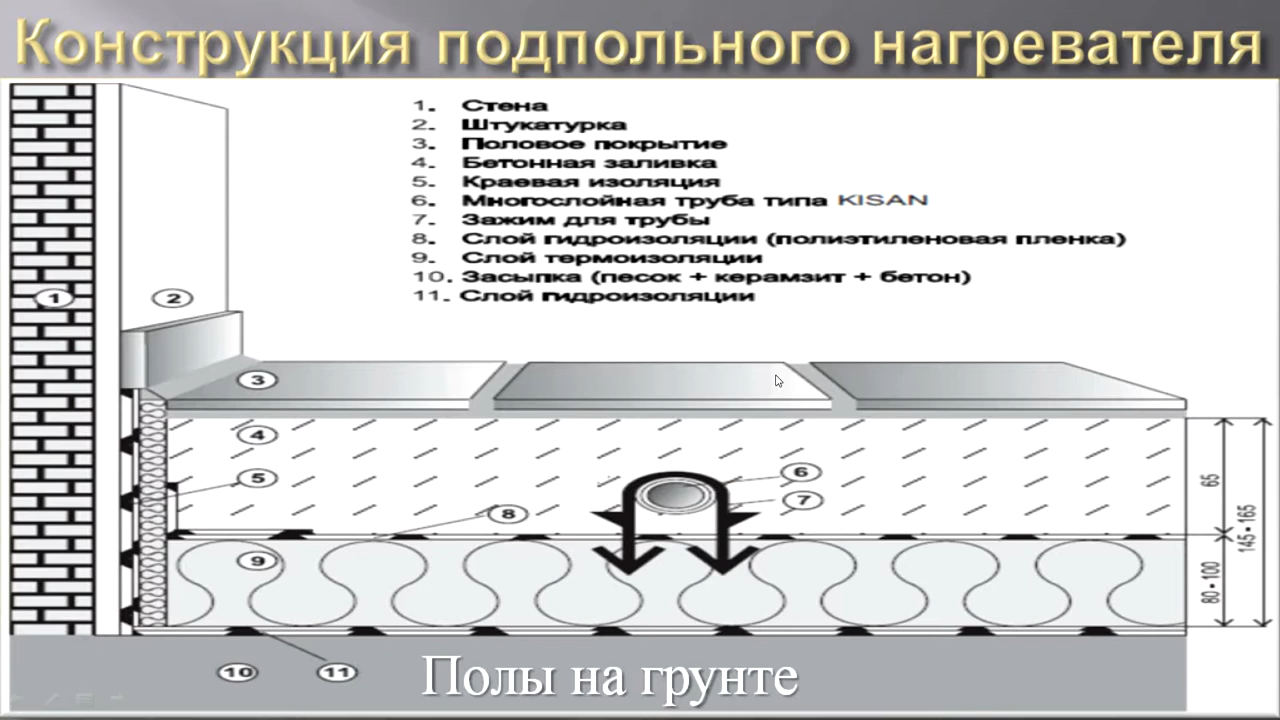 Конструкция подпольного нагревателя
1. Стена
2. Штукатурка
3. Половое покрытие
4. Бетонная заливка
5. Краевая изоляция
6. Многослойная труба типа KISAN
7. Зажим для трубы
8. Слой гидроизоляции (полиэтиленовая пленка)
9. Слой термоизоляции
10. Засыпка (песок + керамзит + бетон)
11. Слой гидроизоляции
1
2
3
4
5
6
7
8
9
10
11
65
80-100
145-165
Полы на грунте